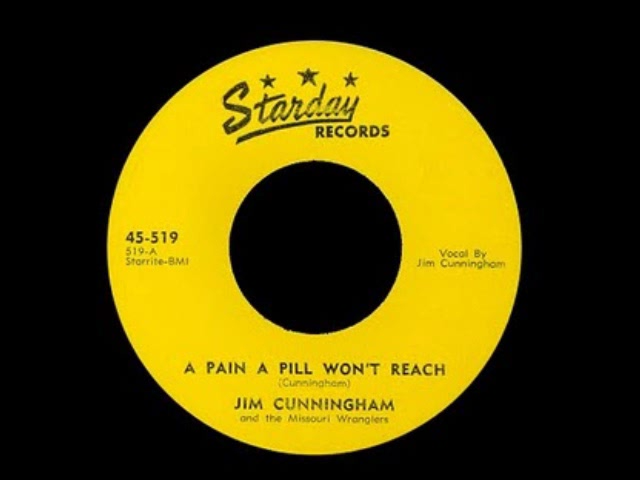 Starday
RECORDS
45-519
519-A
Starrite-BMI
Vocal By
Jim Cunningham
A PAIN A PILL WON'T REACH
(Cunningham)
JIM CUNNINGHAM
and the Missouri Wranglers